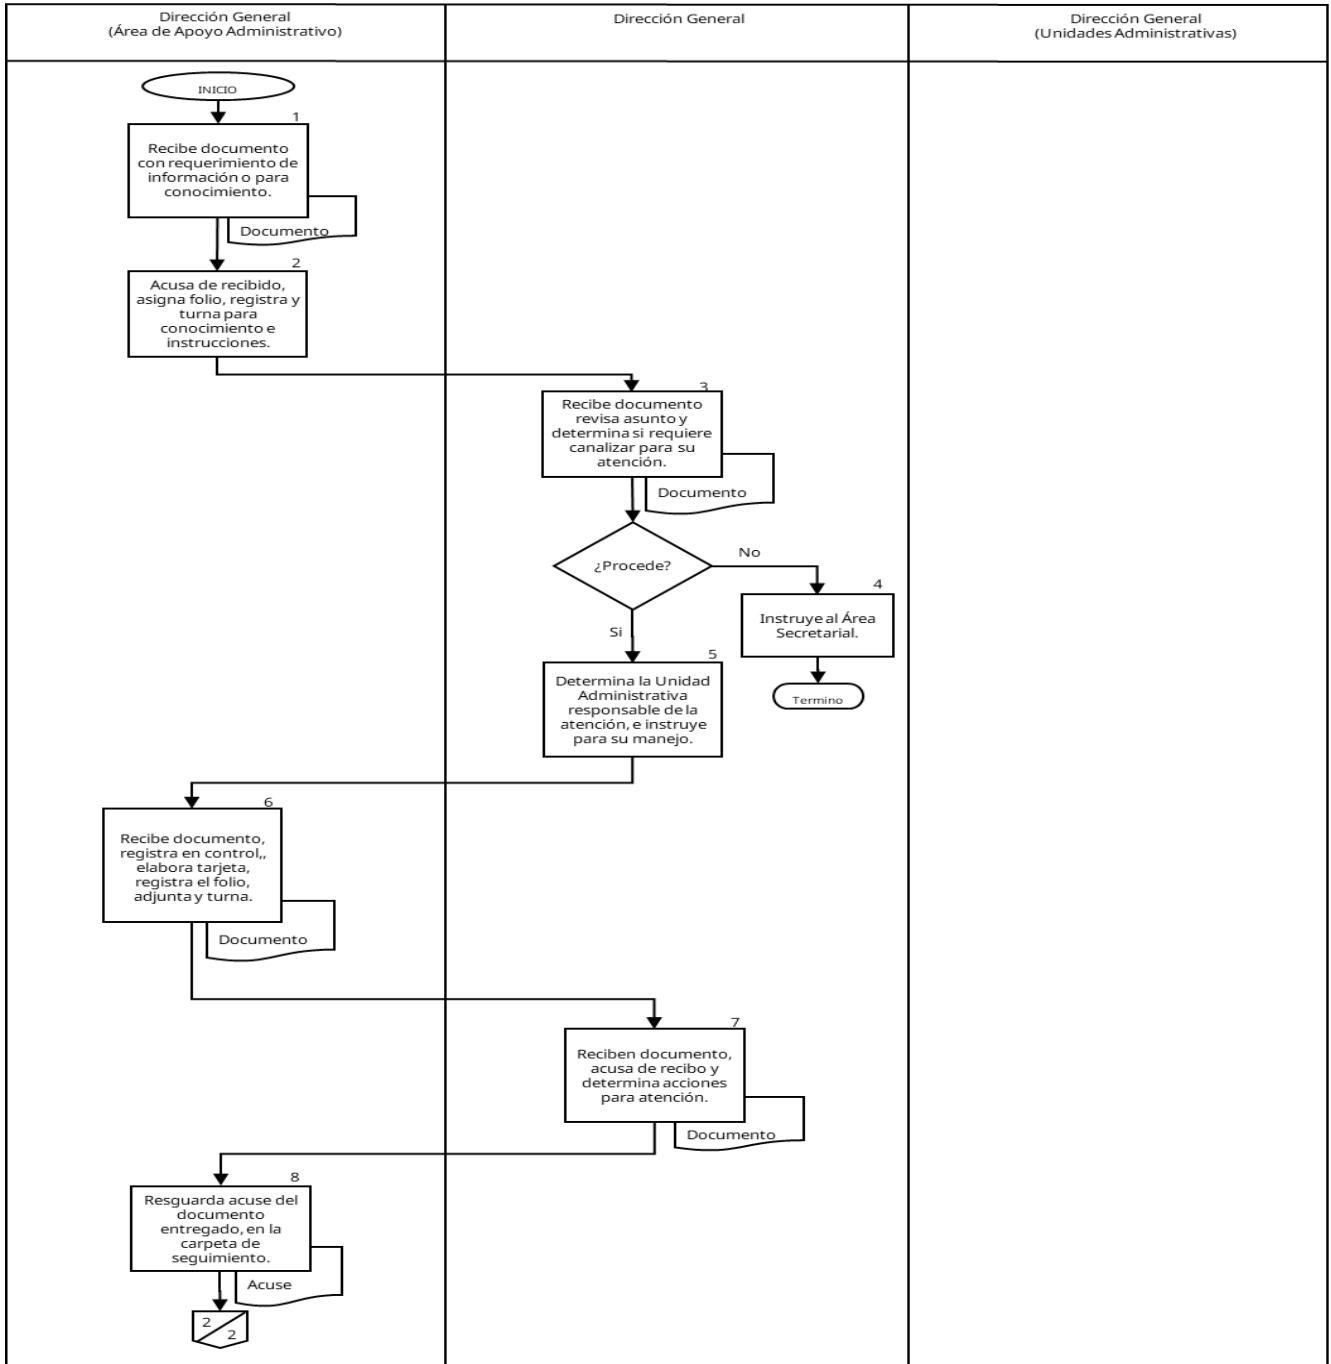 Dirección General
(Área de Apoyo Administrativo)
Dirección General
Dirección General
(Unidades Administrativas)
INICIO
1
Recibe documento
con requerimiento de
información o para
conocimiento.
Documento
2
Acusa de recibido,
asigna folio, registra y
turna para
conocimiento e
instrucciones.
3
Recibe documento
revisa asunto y
determina si requiere
canalizar para su
atención.
Documento
¿Procede?
No
4
Instruye al Área
Secretarial.
Termino
Si
5
Determina la Unidad
Administrativa
responsable de la
atención, e instruye
para su manejo.
6
Recibe documento,
registra en control,,
elabora tarjeta,
registra el folio,
adjunta y turna.
Documento
7
Reciben documento,
acusa de recibo y
determina acciones
para atención.
Documento
8
Resguarda acuse del
documento
entregado, en la
carpeta de
seguimiento.
Acuse
2
2